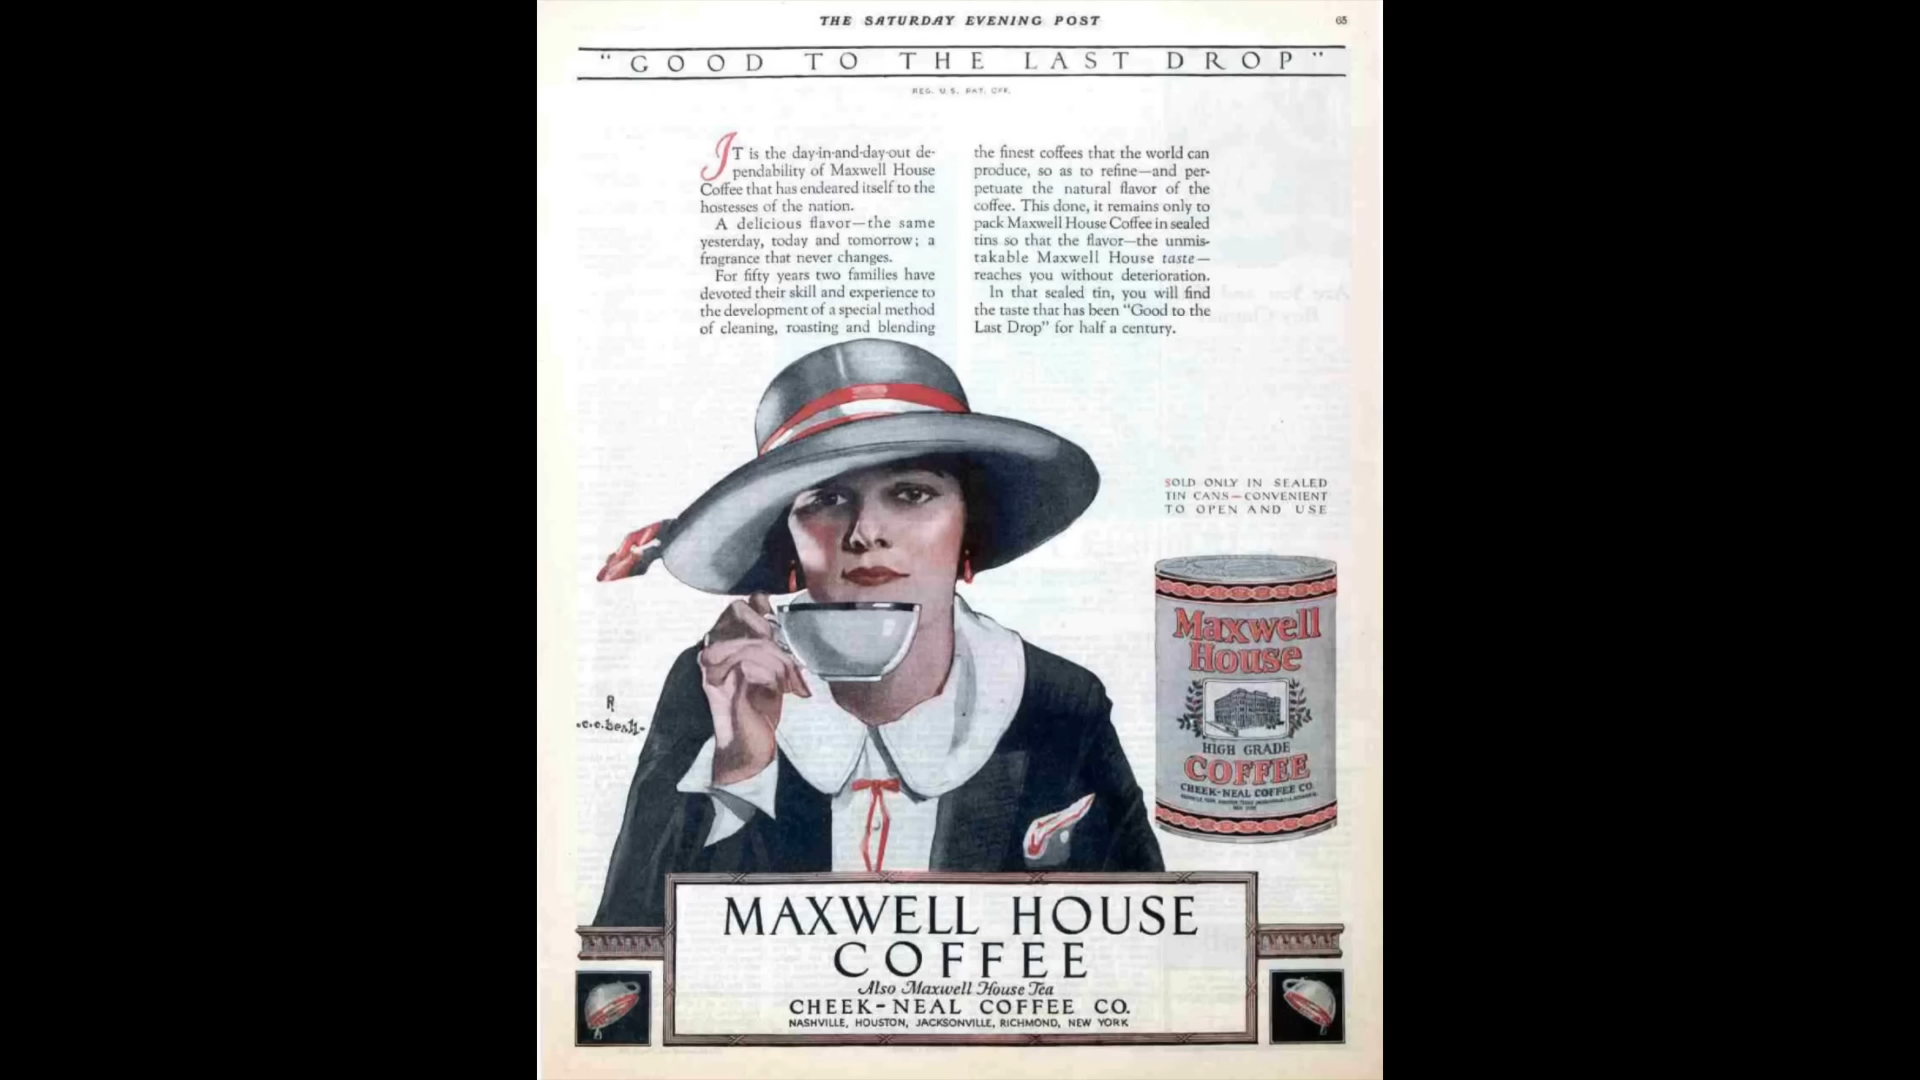 THE SATURDAY EVENING POST
65
"GOOD TO THE LAST DROP"
REG. U.S. PAT. OFF.
IT is the day-in-and-day-out de-
pendability of Maxwell House
Coffee that has endeared itself to the
hostesses of the nation.
A delicious flavor—the same
yesterday, today and tomorrow; a
fragrance that never changes.
For fifty years two families have
devoted their skill and experience to
the development of a special method
of cleaning, roasting and blending
the finest coffees that the world can
produce, so as to refine—and per-
petuate the natural flavor of the
coffee. This done, it remains only to
pack Maxwell House Coffee in sealed
tins so that the flavor—the unmis-
takable Maxwell House taste—
reaches you without deterioration.
In that sealed tin, you will find
the taste that has been "Good to the
Last Drop" for half a century.
SOLD ONLY IN SEALED
TIN CANS—CONVENIENT
TO OPEN AND USE
Maxwell
House
HIGH GRADE
COFFEE
CHEEK-NEAL COFFEE CO.
MAXWELL HOUSE
COFFEE
Also Maxwell House Tea
CHEEK-NEAL COFFEE CO.
NASHVILLE, HOUSTON, JACKSONVILLE, RICHMOND, NEW YORK